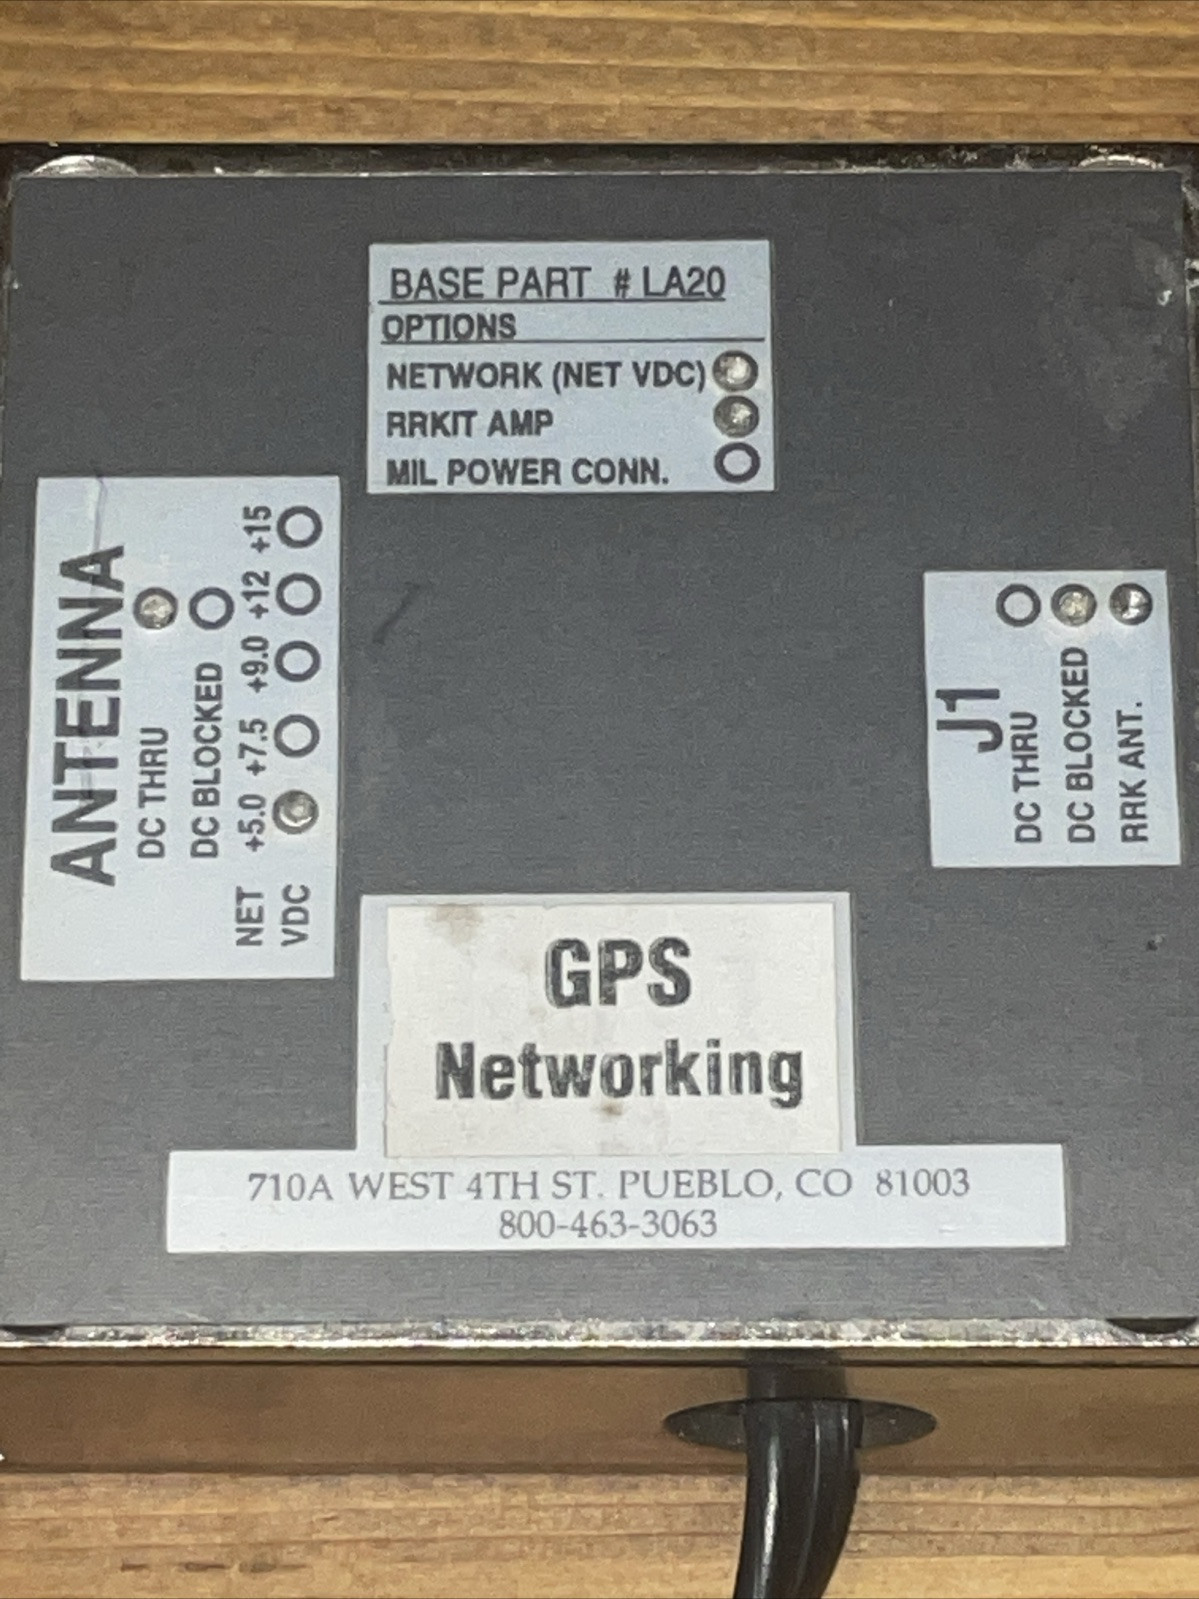 BASE PART # LA20
OPTIONS
NETWORK (NET VDC)
RRKIT AMP
MIL POWER CONN.
ANTENNA
DC THRU
DC BLOCKED
NET +5.0 +7.5 +9.0 +12 +15
VDC
J1
DC THRU
DC BLOCKED
RRK ANT.
GPS
Networking
710A WEST 4TH ST. PUEBLO, CO 81003
800-463-3063